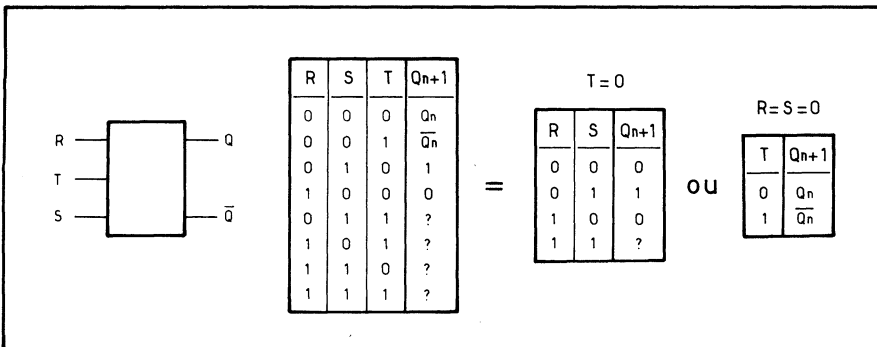 R
T
S
Q
Q̅
R S T Qn+1
0 0 0 Qn
0 0 1 Q̅n̅
0 1 0 1
1 0 0 0
0 1 1 ?
1 0 1 ?
1 1 0 ?
1 1 1 ?
=
T=0
R S Qn+1
0 0 0
0 1 1
1 0 0
1 1 ?
ou
R=S=0
T Qn+1
0 Qn
1 Q̅n̅